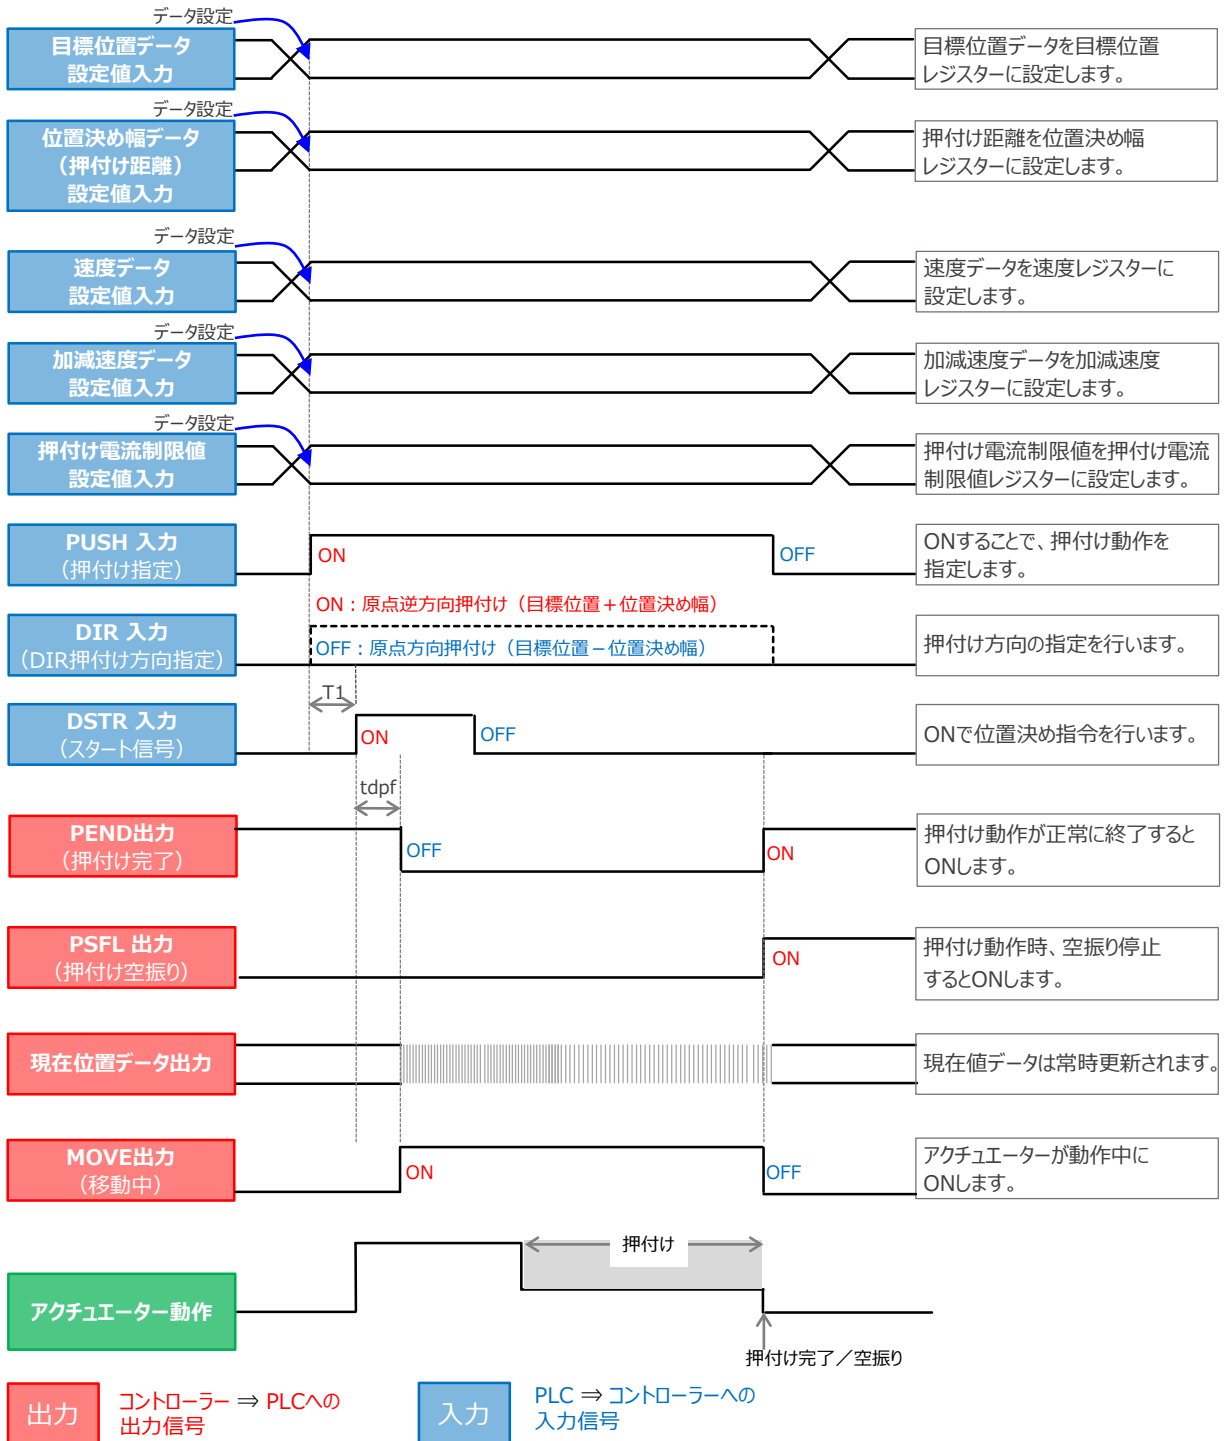 データ設定
目標位置データ
設定値入力
目標位置データを目標位置
レジスターに設定します。
データ設定
位置決め幅データ
（押付け距離）
設定値入力
押付け距離を位置決め幅
レジスターに設定します。
データ設定
速度データ
設定値入力
速度データを速度レジスターに
設定します。
データ設定
加減速度データ
設定値入力
加減速度データを加減速度
レジスターに設定します。
データ設定
押付け電流制限値
設定値入力
押付け電流制限値を押付け電流
制限値レジスターに設定します。
PUSH 入力
（押付け指定）
ON
OFF
ONすることで、押付け動作を
指定します。
ON：原点逆方向押付け（目標位置＋位置決め幅）
DIR 入力
（DIR押付け方向指定）
OFF：原点方向押付け（目標位置－位置決め幅）
押付け方向の指定を行います。
T1
DSTR 入力
（スタート信号）
ON
OFF
ONで位置決め指令を行います。
tdpf
PEND出力
（押付け完了）
OFF
ON
押付け動作が正常に終了すると
ONします。
PSFL 出力
（押付け空振り）
ON
押付け動作時、空振り停止
するとONします。
現在位置データ出力
現在値データは常時更新されます。
MOVE出力
（移動中）
ON
OFF
アクチュエーターが動作中に
ONします。
押付け
アクチュエーター動作
押付け完了／空振り
出力
コントローラー ⇒ PLCへの
出力信号
入力
PLC ⇒ コントローラーへの
入力信号